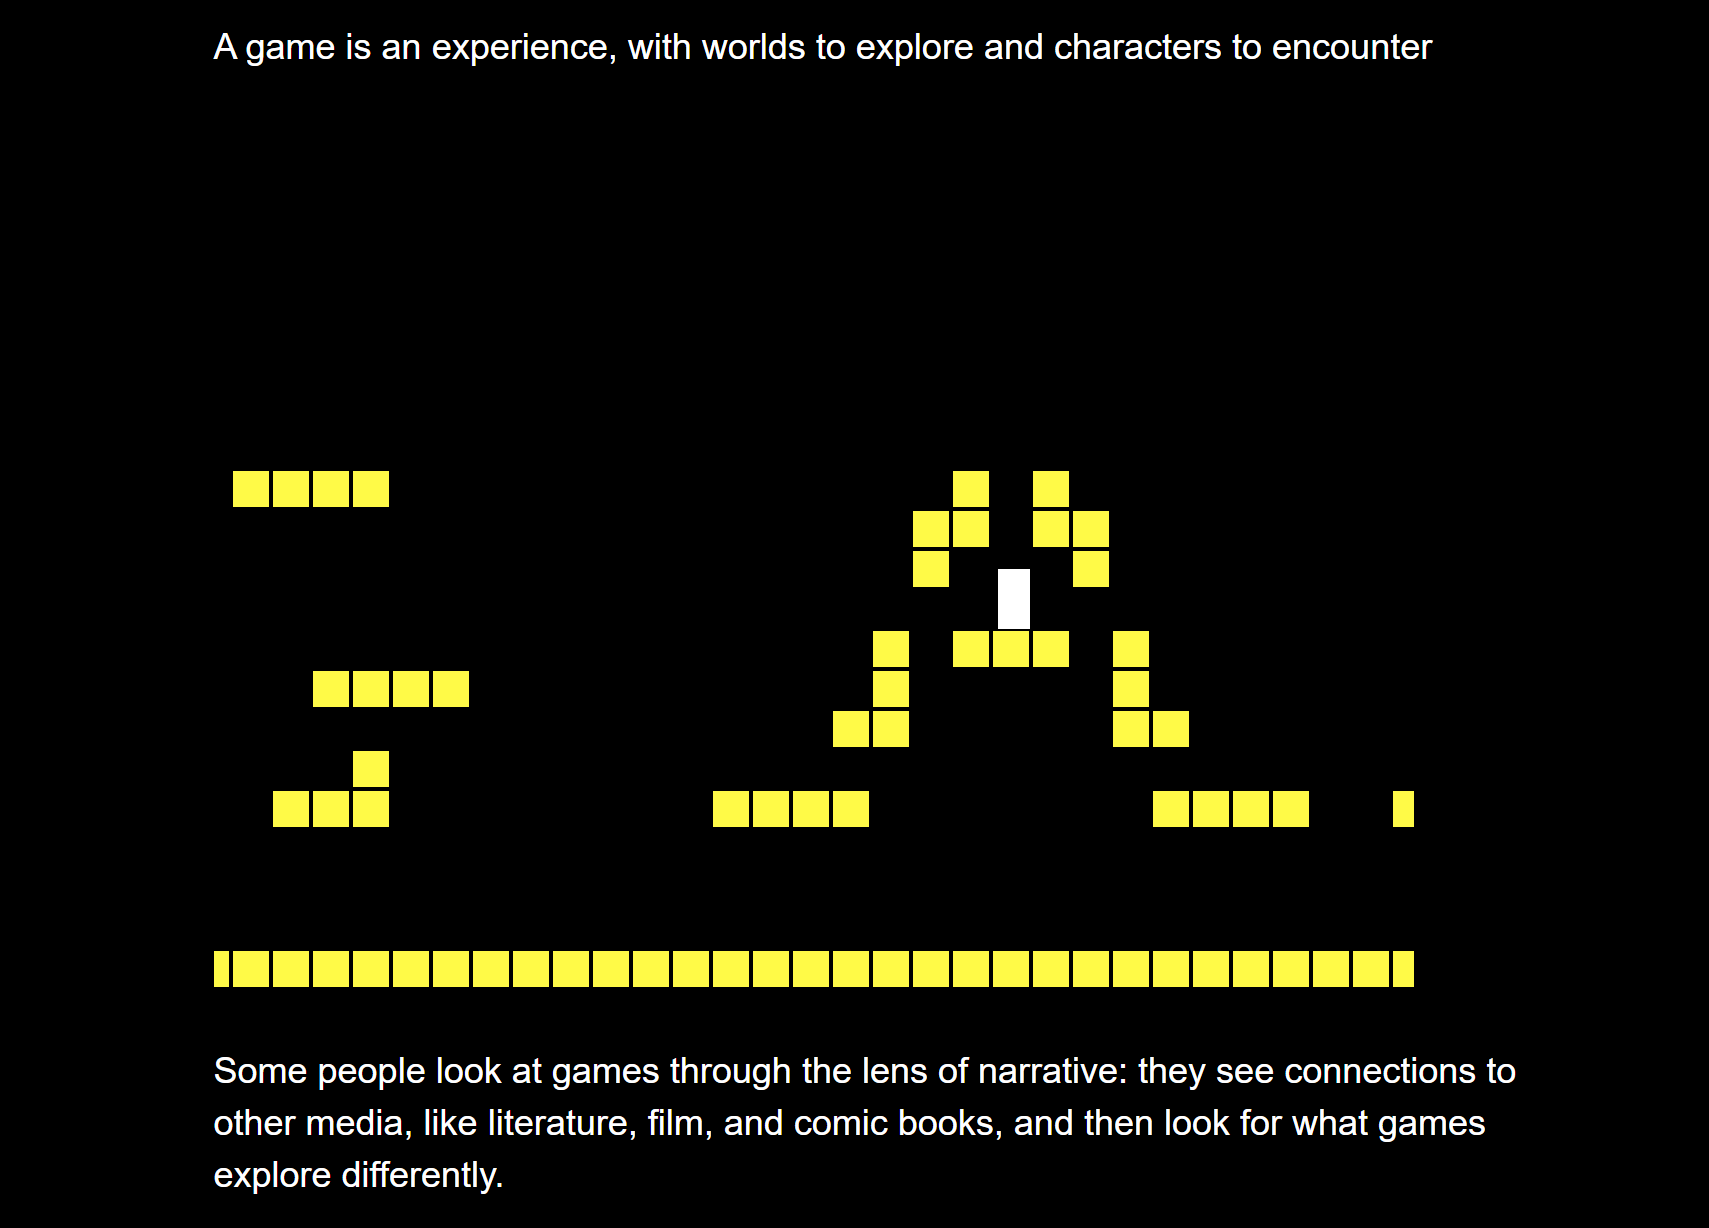 A game is an experience, with worlds to explore and characters to encounter
Some people look at games through the lens of narrative: they see connections to
other media, like literature, film, and comic books, and then look for what games
explore differently.